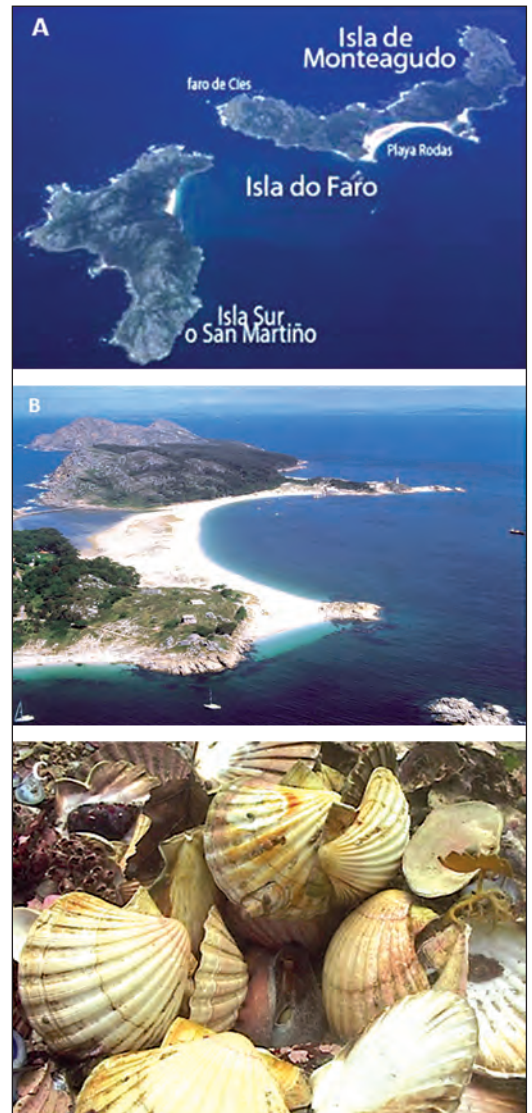 A
Isla de
Monteagudo
faro de Cies
Playa Rodas
Isla do Faro
Isla Sur
o San Martiño
B
C